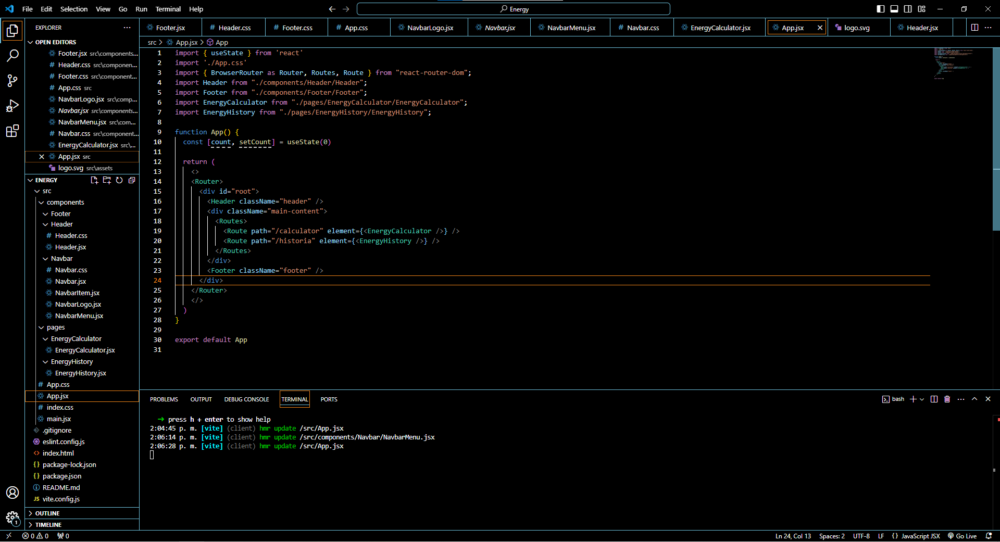 File Edit Selection View Go Run Terminal Help
Energy
EXPLORER
Footer.jsx Header.css Footer.css App.css NavbarLogo.jsx Navbar.jsx NavbarMenu.jsx Navbar.css EnergyCalculator.jsx App.jsx logo.svg Header.jsx
OPEN EDITORS
Footer.jsx src\components...
Header.css src\componen...
Footer.css src\component...
App.css src
NavbarLogo.jsx src\comp...
Navbar.jsx src\components...
NavbarMenu.jsx src\com...
Navbar.css src\component...
EnergyCalculator.jsx src\...
App.jsx src
logo.svg src\assets
ENERGY
src
components
Footer
Header
Header.css
Header.jsx
Navbar
Navbar.css
Navbar.jsx
NavbarItem.jsx
NavbarLogo.jsx
NavbarMenu.jsx
pages
EnergyCalculator
EnergyCalculator.jsx
EnergyHistory
EnergyHistory.jsx
App.css
App.jsx
index.css
main.jsx
.gitignore
eslint.config.js
index.html
package-lock.json
package.json
README.md
vite.config.js
OUTLINE
TIMELINE
src > App.jsx > App
1 import { useState } from 'react'
2 import './App.css'
3 import { BrowserRouter as Router, Routes, Route } from "react-router-dom";
4 import Header from "./components/Header/Header";
5 import Footer from "./components/Footer/Footer";
6 import EnergyCalculator from "./pages/EnergyCalculator/EnergyCalculator";
7 import EnergyHistory from "./pages/EnergyHistory/EnergyHistory";
8
9 function App() {
10 const [count, setCount] = useState(0)
11
12 return (
13 <>
14 <Router>
15 <div id="root">
16 <Header className="header" />
17 <div className="main-content">
18 <Routes>
19 <Route path="/calculator" element={<EnergyCalculator />} />
20 <Route path="/historia" element={<EnergyHistory />} />
21 </Routes>
22 </div>
23 <Footer className="footer" />
24 </div>
25 </Router>
26 </>
27 )
28 }
29
30 export default App
31
PROBLEMS OUTPUT DEBUG CONSOLE TERMINAL PORTS
bash
➜ press h + enter to show help
2:04:45 p. m. [vite] (client) hmr update /src/App.jsx
2:06:14 p. m. [vite] (client) hmr update /src/components/Navbar/NavbarMenu.jsx
2:06:28 p. m. [vite] (client) hmr update /src/App.jsx
1
0 0 0
Ln 24, Col 13 Spaces: 2 UTF-8 LF {} JavaScript JSX Go Live